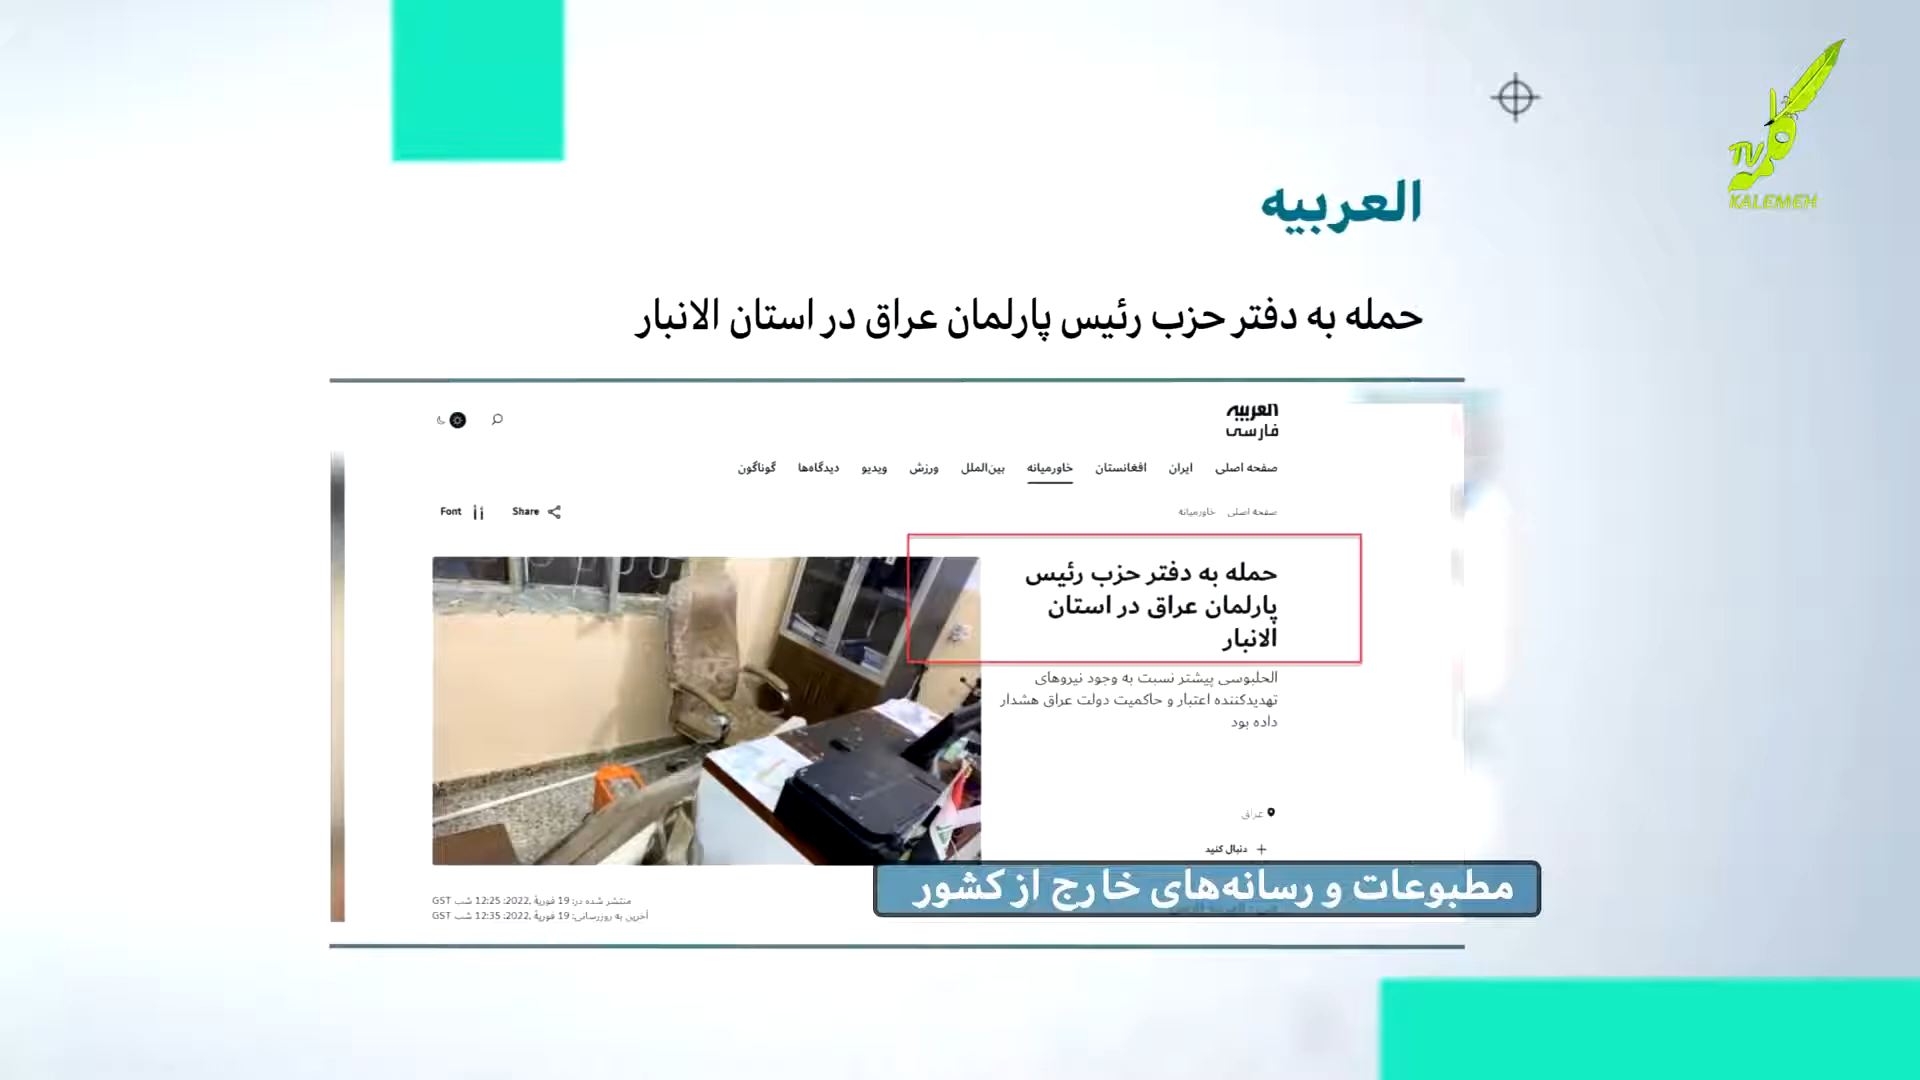 TV
KALEMEH
العربیه
حمله به دفتر حزب رئیس پارلمان عراق در استان الانبار
العربیه
فارسی
صفحه اصلی ایران افغانستان خاورمیانه بین‌الملل ورزش ویدیو دیدگاه‌ها گوناگون
صفحه اصلی خاورمیانه
Share
Font
حمله به دفتر حزب رئیس
پارلمان عراق در استان
الانبار
الحلبوسی پیشتر نسبت به وجود نیروهای
تهدیدکننده اعتبار و حاکمیت دولت عراق هشدار
داده بود
عراق
دنبال کنید
مطبوعات و رسانه‌های خارج از کشور
منتشر شده در: 19 فوریهٔ ,2022: 12:25 شب GST
آخرین به روزرسانی: 19 فوریهٔ ,2022: 12:35 شب GST